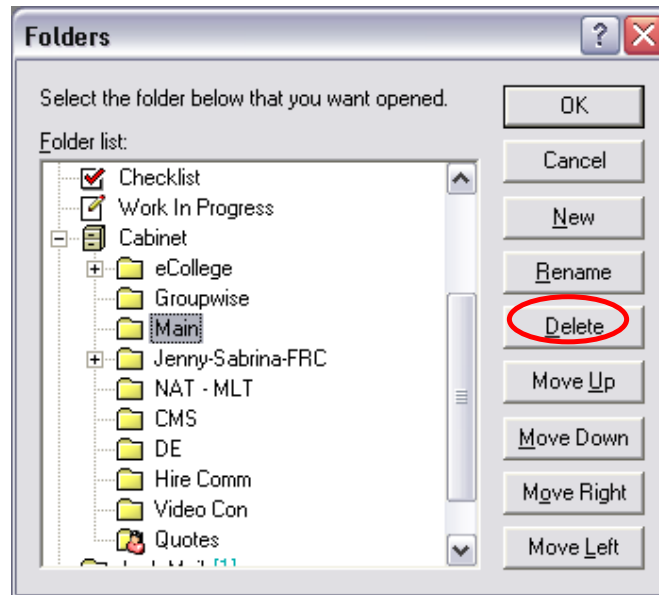 Folders
Select the folder below that you want opened.
Folder list:
Checklist
Work In Progress
Cabinet
eCollege
Groupwise
Main
Jenny-Sabrina-FRC
NAT - MLT
CMS
DE
Hire Comm
Video Con
Quotes
[1]
OK
Cancel
New
Rename
Delete
Move Up
Move Down
Move Right
Move Left